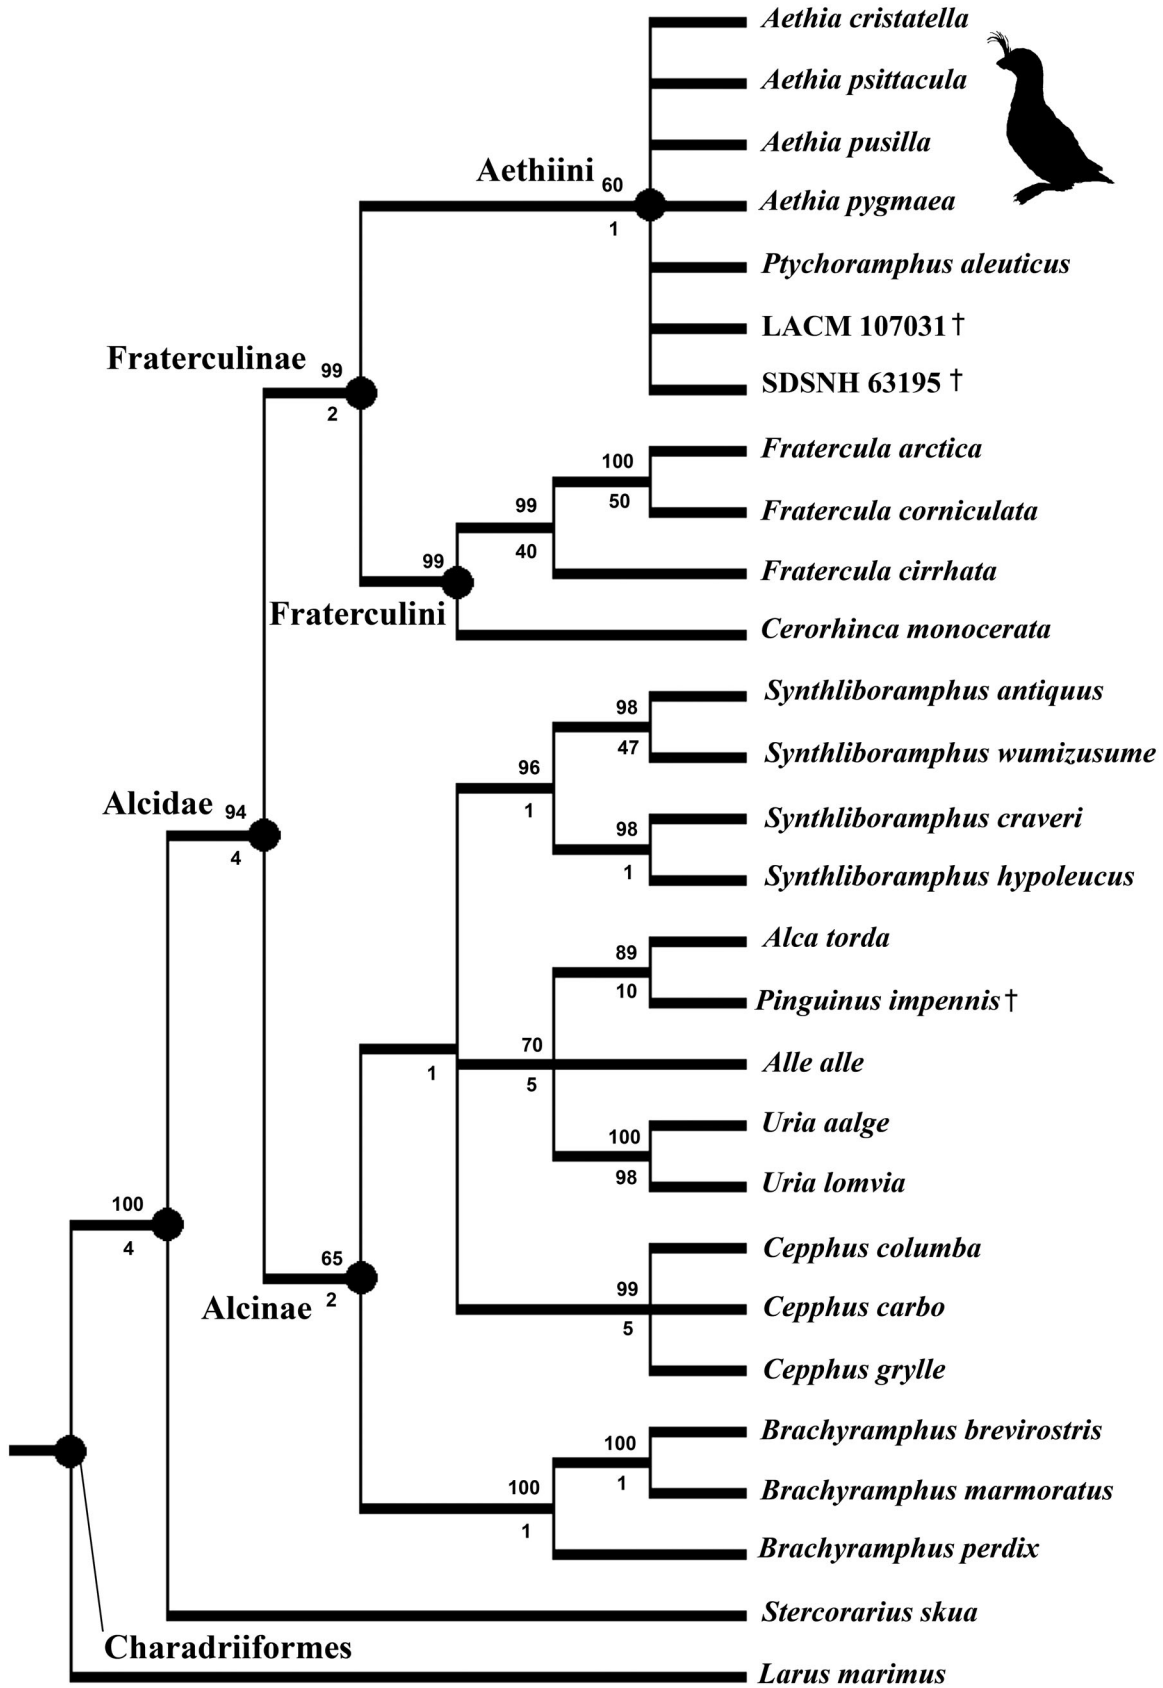 Aethia cristatella
Aethia psittacula
Aethia pusilla
Aethiini
60
Aethia pygmaea
1
Ptychoramphus aleuticus
LACM 107031†
Fraterculinae
99
SDSNH 63195 †
2
Fratercula arctica
100
50
Fratercula corniculata
99
40
99
Fratercula cirrhata
Fraterculini
Cerorhinca monocerata
Synthliboramphus antiquus
98
47
Synthliboramphus wumizusume
96
1
Alcidae
94
4
Synthliboramphus craveri
98
1
Synthliboramphus hypoleucus
Alca torda
89
10
Pinguinus impennis†
70
1
5
Alle alle
Uria aalge
100
98
Uria lomvia
100
4
Cepphus columba
65
Alcinae
2
99
5
Cepphus carbo
Cepphus grylle
Brachyramphus brevirostris
100
1
Brachyramphus marmoratus
100
1
Brachyramphus perdix
Stercorarius skua
Charadriiformes
Larus marimus